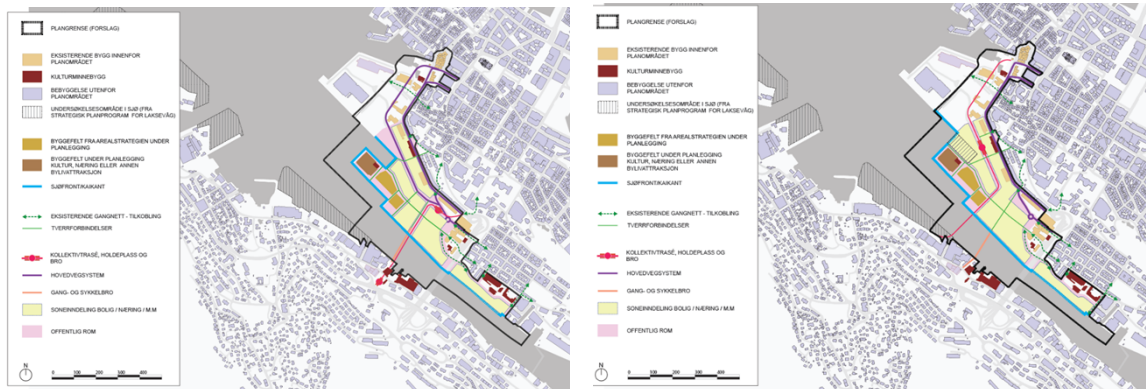 PLANGRENSE (FORSLAG)
EKSISTERENDE BYGG INNENFOR
PLANOMRÅDET
KULTURMINNEBYGG
BEBYGGELSE UTENFOR
PLANOMRÅDET
UNDERSØKELSESOMRÅDE I SJØ (FRA
STRATEGISK PLANPROGRAM FOR LAKSEVÅG)
BYGGEFELT FRA AREALSTRATEGIEN UNDER
PLANLEGGING
BYGGEFELT UNDER PLANLEGGING
KULTUR, NÆRING ELLER ANNEN
BYLIVATTRAKSJON
SJØFRONT/KAIKANT
EKSISTERENDE GANGNETT - TILKOBLING
TVERRFORBINDELSER
KOLLEKTIVTRASÉ, HOLDEPLASS OG
BRO
HOVEDVEGSYSTEM
GANG- OG SYKKELBRO
SONEINNDELING BOLIG / NÆRING / M.M
OFFENTLIG ROM
N
0 100 200 300 400
PLANGRENSE (FORSLAG)
EKSISTERENDE BYGG INNENFOR
PLANOMRÅDET
KULTURMINNEBYGG
BEBYGGELSE UTENFOR
PLANOMRÅDET
UNDERSØKELSESOMRÅDE I SJØ (FRA
STRATEGISK PLANPROGRAM FOR LAKSEVÅG)
BYGGEFELT FRA AREALSTRATEGIEN UNDER
PLANLEGGING
BYGGEFELT UNDER PLANLEGGING
KULTUR, NÆRING ELLER ANNEN
BYLIVATTRAKSJON
SJØFRONT/KAIKANT
EKSISTERENDE GANGNETT - TILKOBLING
TVERRFORBINDELSER
KOLLEKTIVTRASÉ, HOLDEPLASS OG
BRO
HOVEDVEGSYSTEM
GANG- OG SYKKELBRO
SONEINNDELING BOLIG / NÆRING / M.M
OFFENTLIG ROM
N
0 100 200 300 400